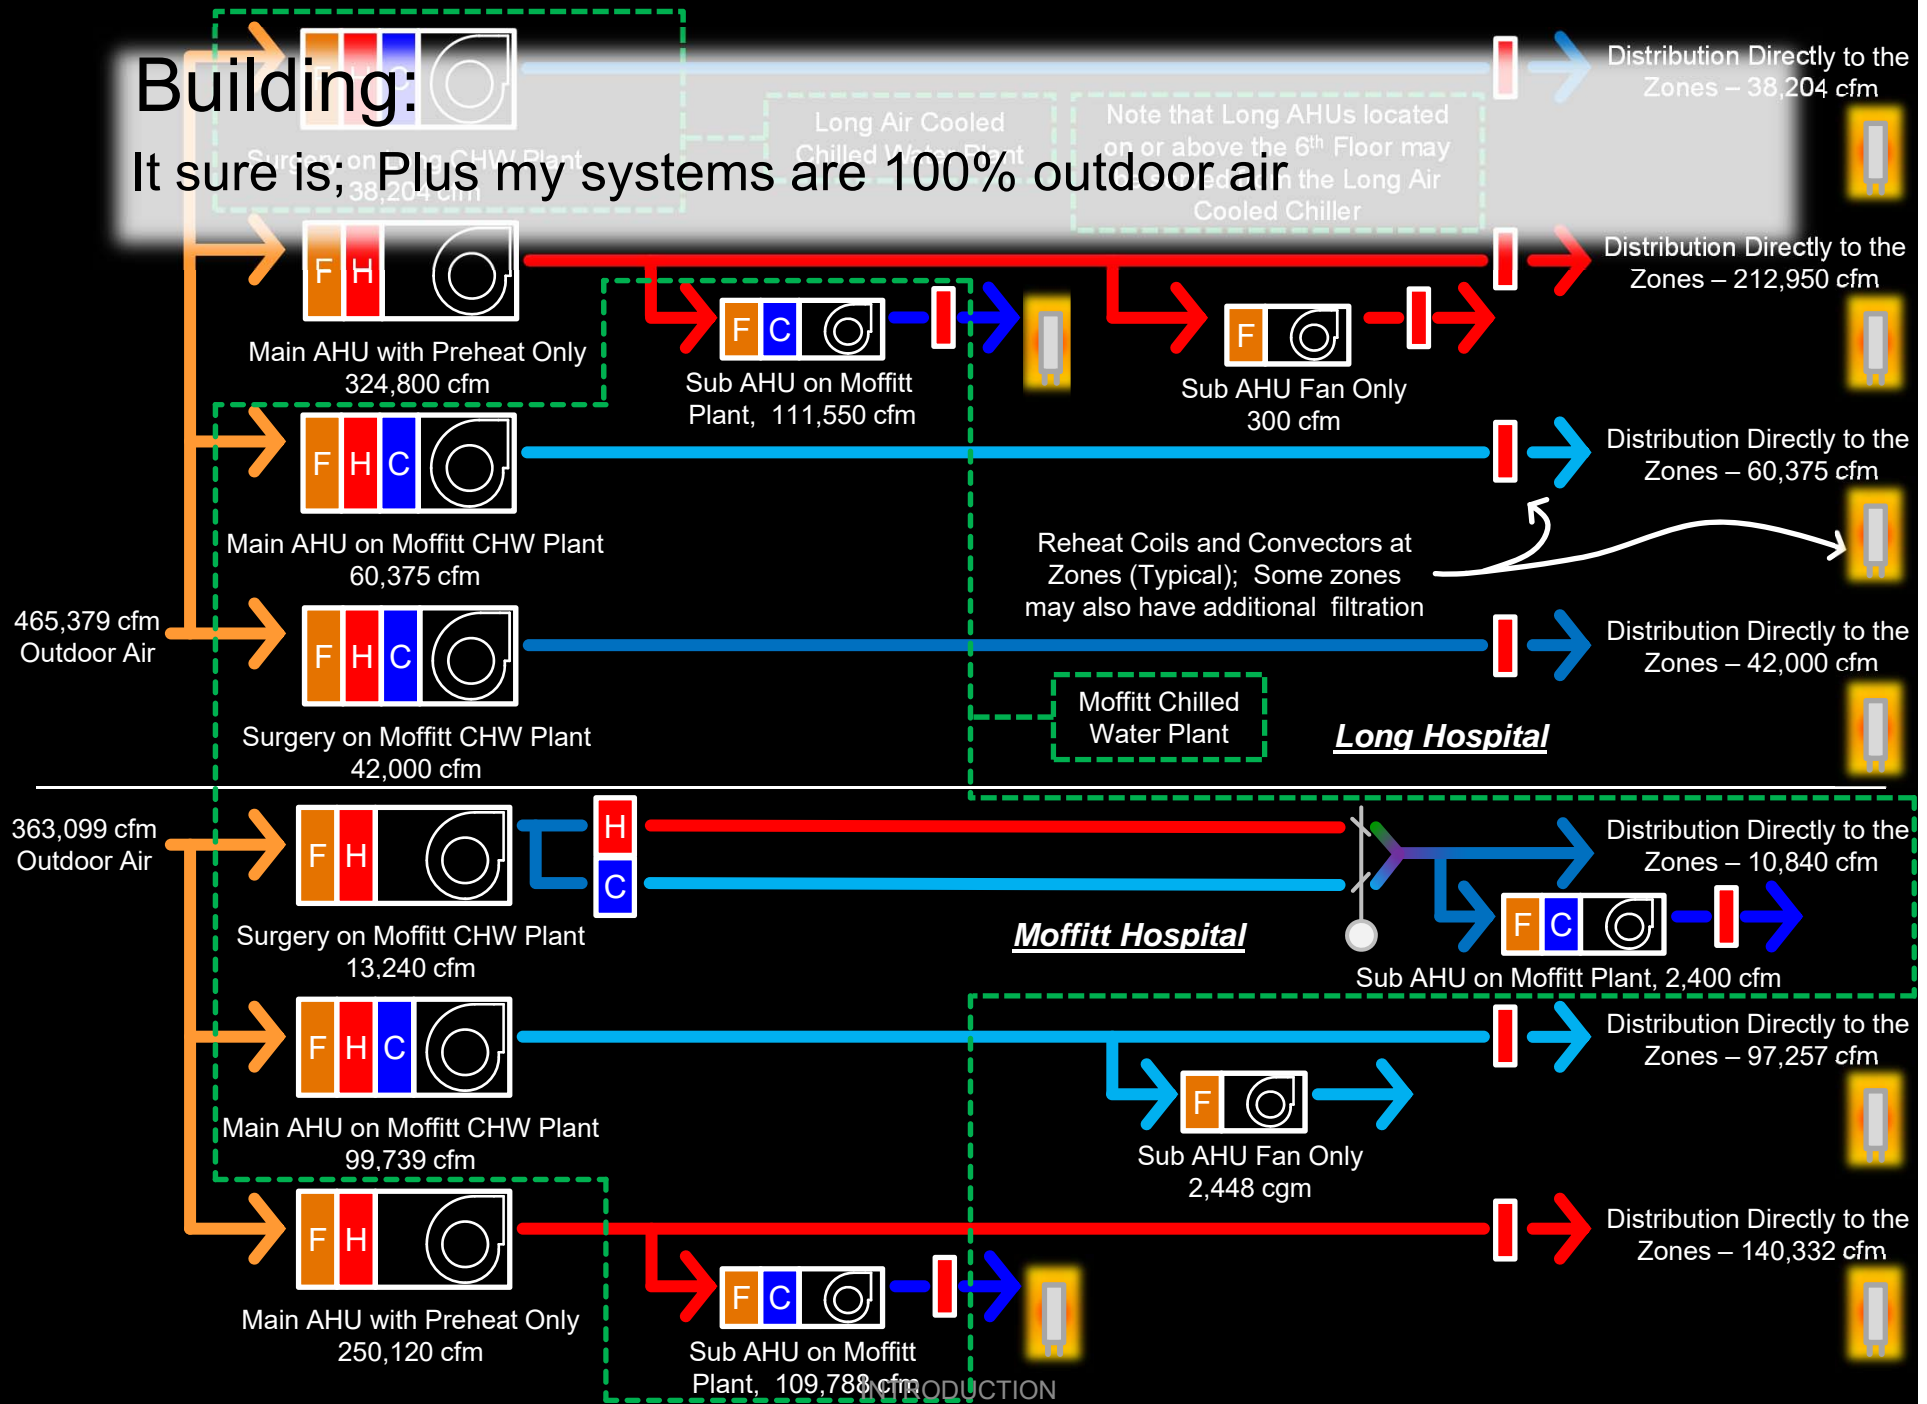 Building:
It sure is;  Plus my systems are 100% outdoor air
F H C
Surgery on Long CHW Plant
38,204 cfm
Long Air Cooled
Chilled Water Plant
Note that Long AHUs located
on or above the 6th Floor may
the Long Air
Cooled Chiller
Distribution Directly to the
Zones – 38,204 cfm
F H
Main AHU with Preheat Only
324,800 cfm
F C
Sub AHU on Moffitt
Plant,  111,550 cfm
F
Sub AHU Fan Only
300 cfm
Distribution Directly to the
Zones – 212,950 cfm
F H C
Main AHU on Moffitt CHW Plant
60,375 cfm
Distribution Directly to the
Zones – 60,375 cfm
Reheat Coils and Convectors at
Zones (Typical);  Some zones
may also have additional  filtration
465,379 cfm
Outdoor Air
F H C
Surgery on Moffitt CHW Plant
42,000 cfm
Distribution Directly to the
Zones – 42,000 cfm
Moffitt Chilled
Water Plant
Long Hospital
363,099 cfm
Outdoor Air
F H
H
C
Surgery on Moffitt CHW Plant
13,240 cfm
Moffitt Hospital
Distribution Directly to the
Zones – 10,840 cfm
F C
Sub AHU on Moffitt Plant, 2,400 cfm
F H C
Main AHU on Moffitt CHW Plant
99,739 cfm
F
Sub AHU Fan Only
2,448 cgm
Distribution Directly to the
Zones – 97,257 cfm
F H
Main AHU with Preheat Only
250,120 cfm
F C
Sub AHU on Moffitt
Plant,  109,788 cfm
Distribution Directly to the
Zones – 140,332 cfm
INTRODUCTION